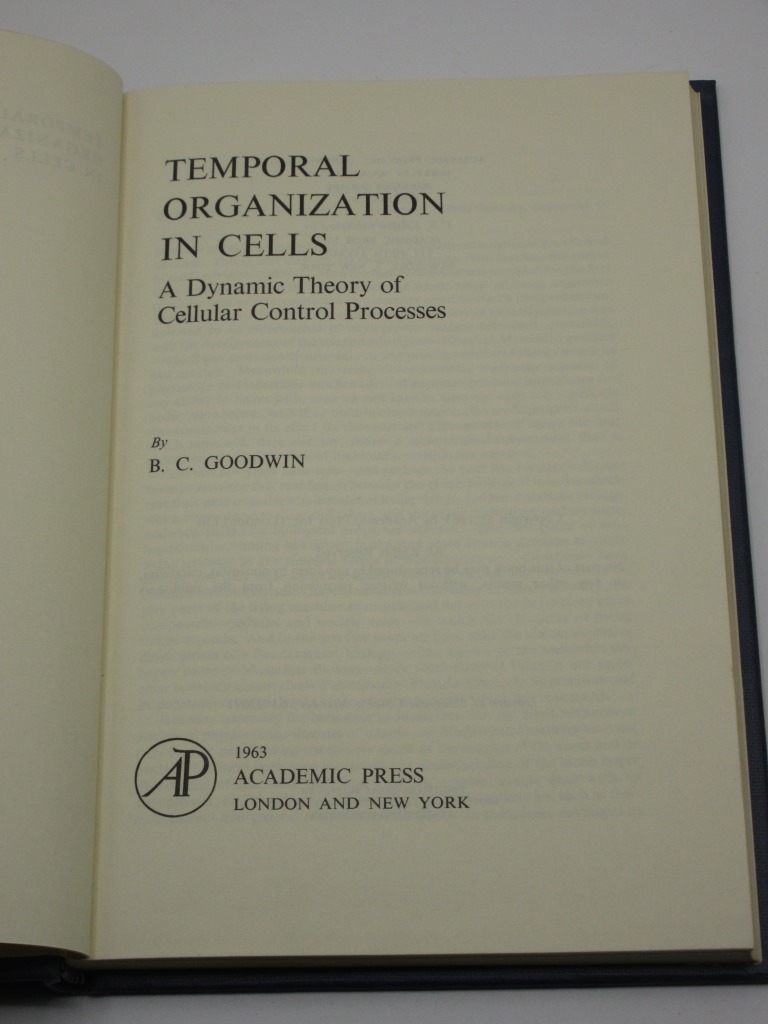 TEMPORAL
ORGANIZATION
IN CELLS
A Dynamic Theory of
Cellular Control Processes
By
B. C. GOODWIN
AP
1963
ACADEMIC PRESS
LONDON AND NEW YORK